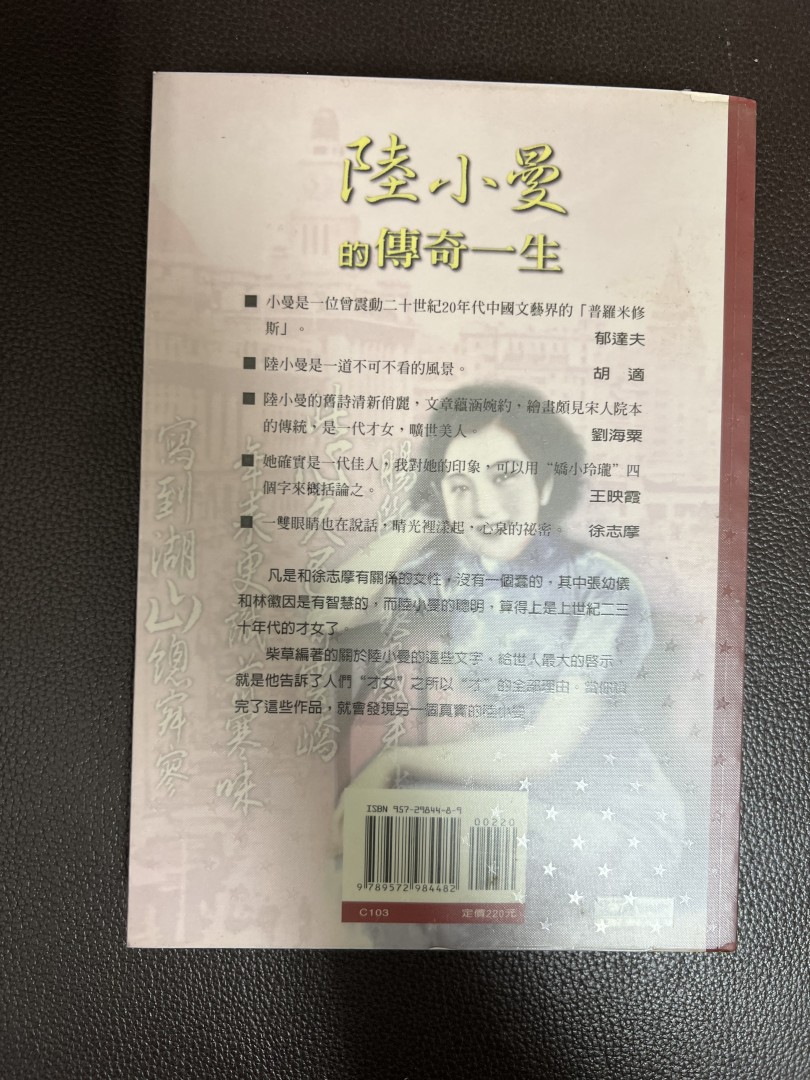 陸小曼
的傳奇一生
■ 小曼是一位曾震動二十世紀20年代中國文藝界的「普羅米修
斯」。
郁達夫
■ 陸小曼是一道不可不看的風景。
胡 適
■ 陸小曼的舊詩清新俏麗，文章蘊涵婉約，繪畫頗見宋人院本
的傳統，是一代才女，曠世美人。
劉海粟
■ 她確實是一代佳人，我對她的印象，可以用“嬌小玲瓏”四
個字來概括論之。
王映霞
■ 一雙眼睛也在說話，睛光裡漾起，心泉的祕密。
徐志摩
凡是和徐志摩有關係的女性，沒有一個蠢的，其中張幼儀
和林徽因是有智慧的，而陸小曼的聰明，算得上是上世紀二三
十年代的才女了。
柴草編著的關於陸小曼的這些文字，給世人最大的啓示，
就是他告訴了人們“才女”之所以“才”的全部理由。當你讀
完了這些作品，就會發現另一個真實的陸小曼
年來更識荒寒味
寫到湖山總寂寥
ISBN 957-29844-8-9
00220
9 789572 984482
C103
定價220元